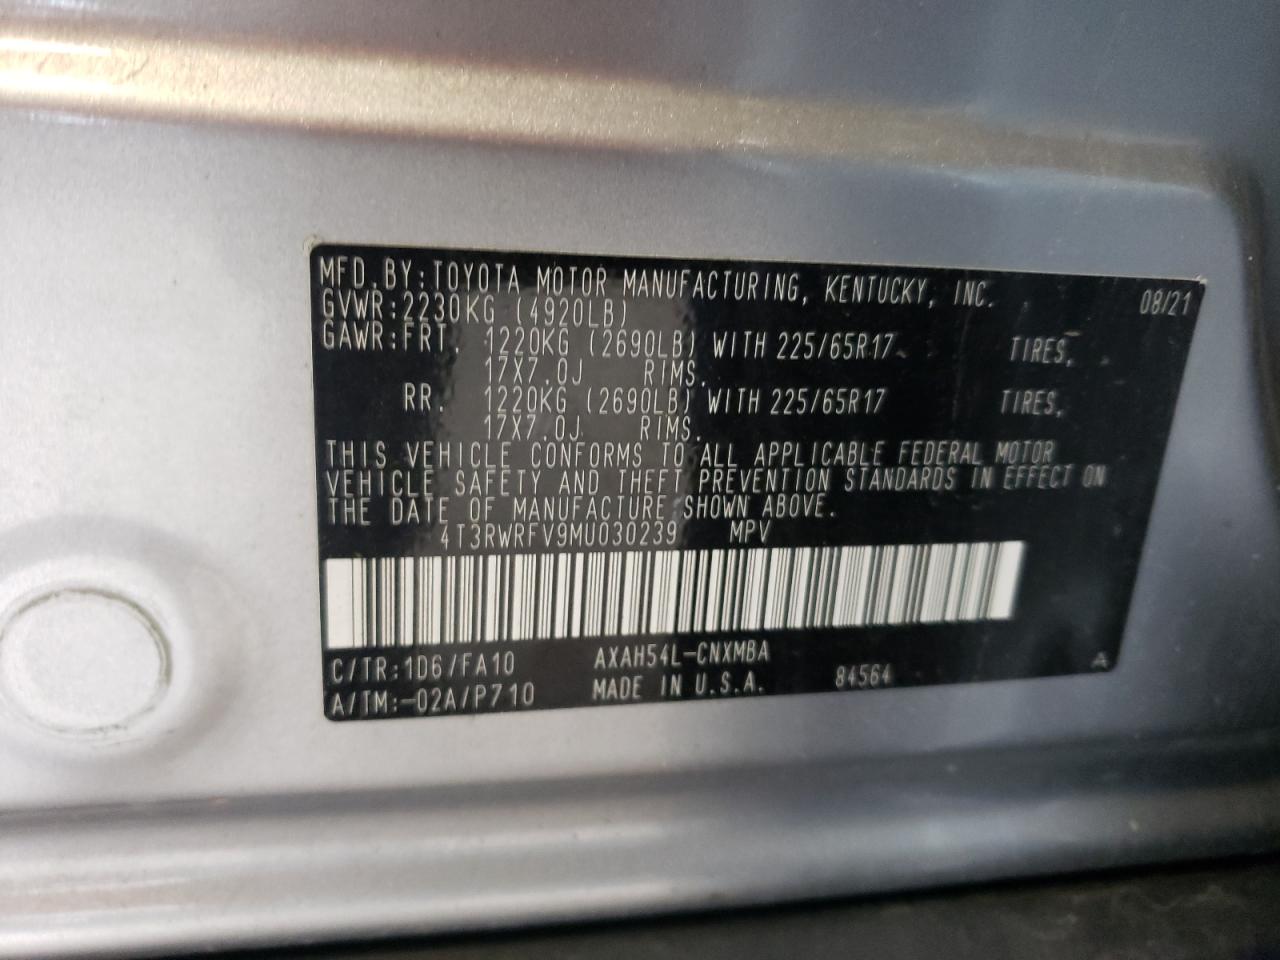 MFD.BY:TOYOTA MOTOR MANUFACTURING, KENTUCKY, INC. 08/21
GVWR:2230KG (4920LB)
GAWR:FRT 1220KG (2690LB) WITH 225/65R17 TIRES,
17X7.0J RIMS.
RR. 1220KG (2690LB) WITH 225/65R17 TIRES,
17X7.0J RIMS.
THIS VEHICLE CONFORMS TO ALL APPLICABLE FEDERAL MOTOR
VEHICLE SAFETY AND THEFT PREVENTION STANDARDS IN EFFECT ON
THE DATE OF MANUFACTURE SHOWN ABOVE.
4T3RWRFV9MU030239 MPV
C/TR:1D6/FA10 AXAH54L-CNXMBA
A/TM:-02A/P710 MADE IN U.S.A. 84564 A